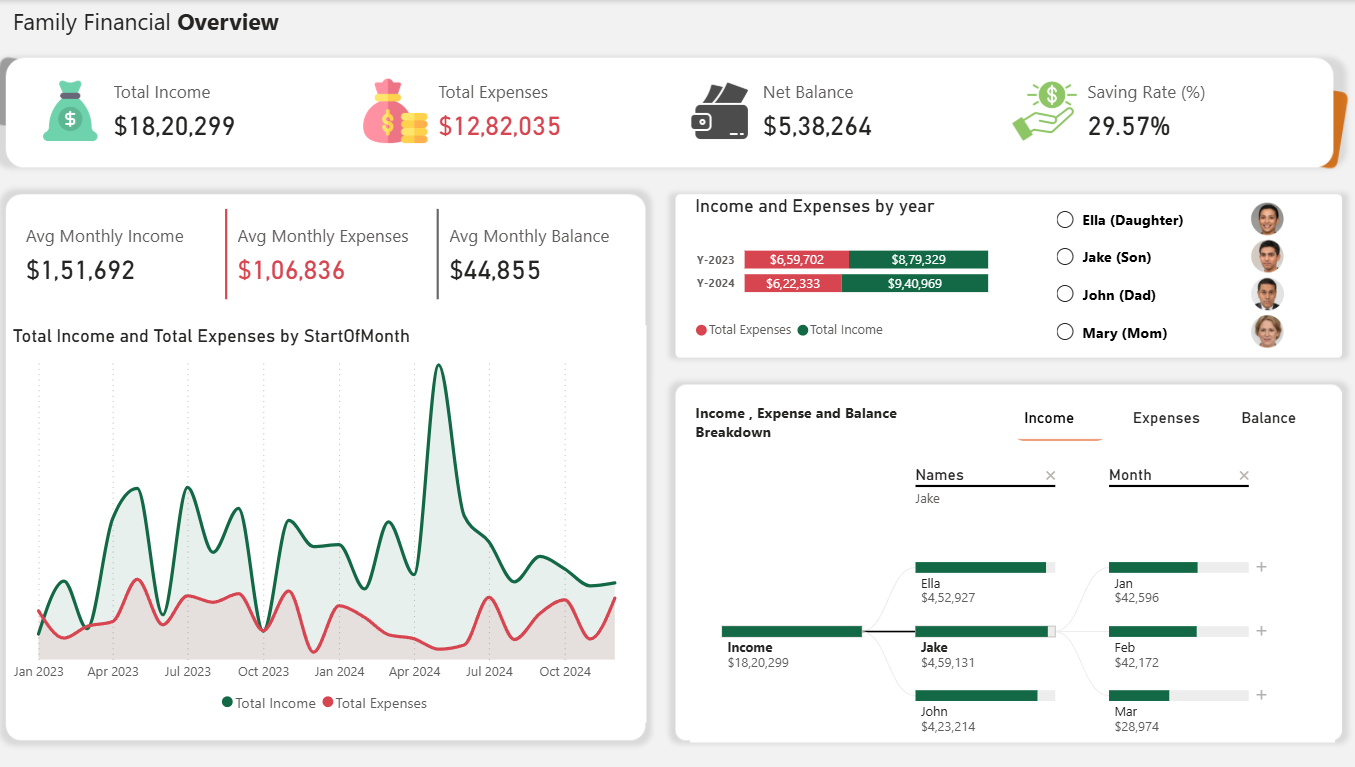 Family Financial Overview
Total Income
$18,20,299
Total Expenses
$12,82,035
Net Balance
$5,38,264
Saving Rate (%)
29.57%
Avg Monthly Income
$1,51,692
Avg Monthly Expenses
$1,06,836
Avg Monthly Balance
$44,855
Total Income and Total Expenses by StartOfMonth
Jan 2023 Apr 2023 Jul 2023 Oct 2023 Jan 2024 Apr 2024 Jul 2024 Oct 2024
Total Income Total Expenses
Income and Expenses by year
Y-2023 $6,59,702 $8,79,329
Y-2024 $6,22,333 $9,40,969
Total Expenses Total Income
Ella (Daughter)
Jake (Son)
John (Dad)
Mary (Mom)
Income , Expense and Balance
Breakdown
Income Expenses Balance
Names
Jake
Month
Income
$18,20,299
Ella
$4,52,927
Jake
$4,59,131
John
$4,23,214
Jan
$42,596
Feb
$42,172
Mar
$28,974